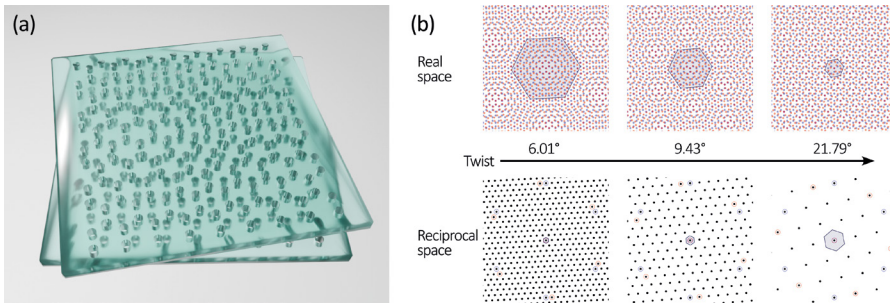 (a)
(b)
Real
space
6.01°
9.43°
21.79°
Twist
Reciprocal
space